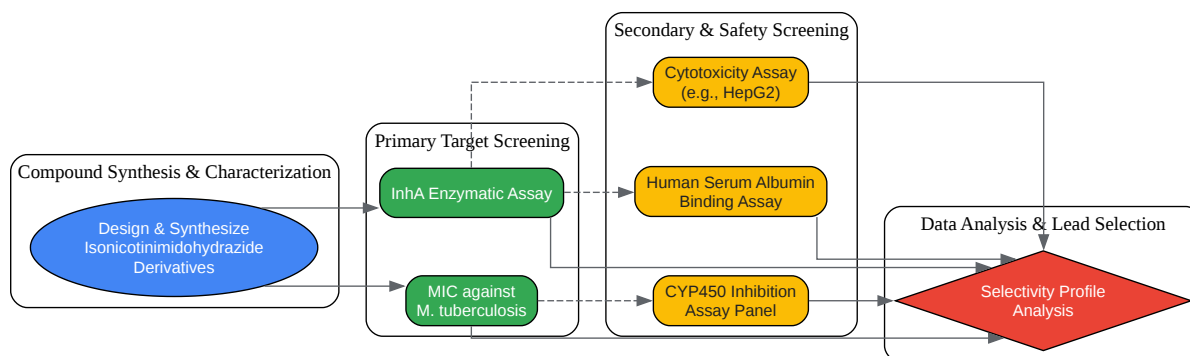 Compound Synthesis & Characterization
Design & Synthesize
Isonicotinimidohydrazide
Derivatives
Primary Target Screening
InhA Enzymatic Assay
MIC against
M. tuberculosis
Secondary & Safety Screening
Cytotoxicity Assay
(e.g., HepG2)
Human Serum Albumin
Binding Assay
CYP450 Inhibition
Assay Panel
Data Analysis & Lead Selection
Selectivity Profile
Analysis